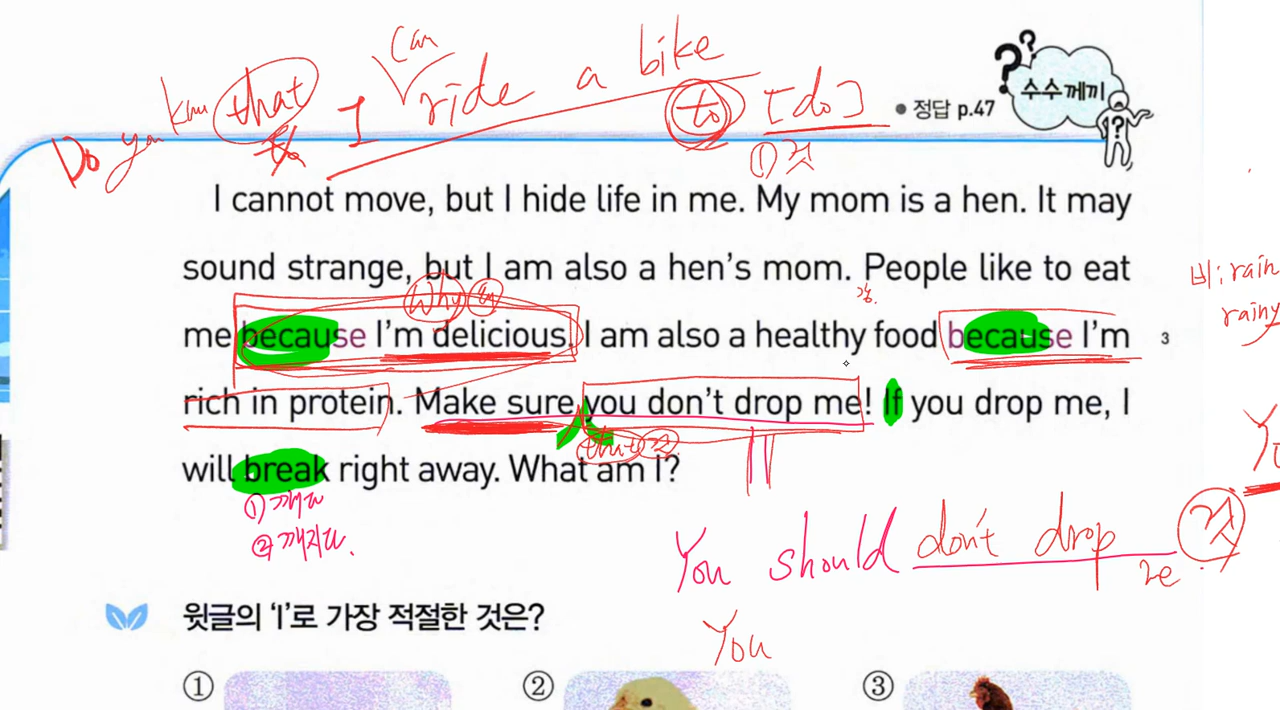 can
Do you know that I ride a bike
to [do]
① 것
수수께끼
• 정답 p.47
I cannot move, but I hide life in me. My mom is a hen. It may
sound strange, but I am also a hen's mom. People like to eat
why
me because I'm delicious. I am also a healthy food because I'm
3
rich in protein. Make sure you don't drop me! If you drop me, I
that 것
will break right away. What am I?
① 깨다
② 깨지다.
비: rain
rainy
You should don't drop
것
You
윗글의 'I'로 가장 적절한 것은?
① ② ③